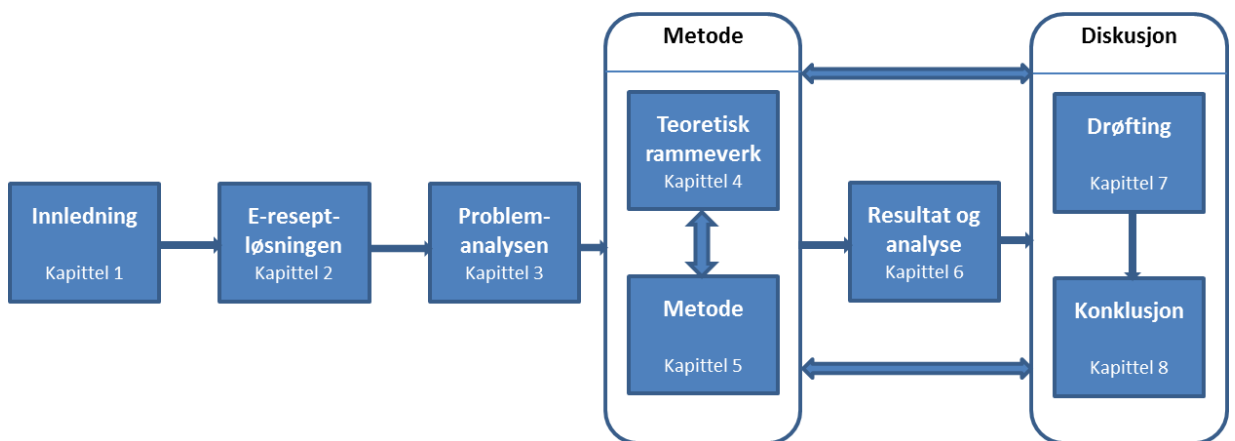 Innledning
Kapittel 1
E-resept-
løsningen
Kapittel 2
Problem-
analysen
Kapittel 3
Metode
Teoretisk
rammeverk
Kapittel 4
Metode
Kapittel 5
Resultat og
analyse
Kapittel 6
Diskusjon
Drøfting
Kapittel 7
Konklusjon
Kapittel 8